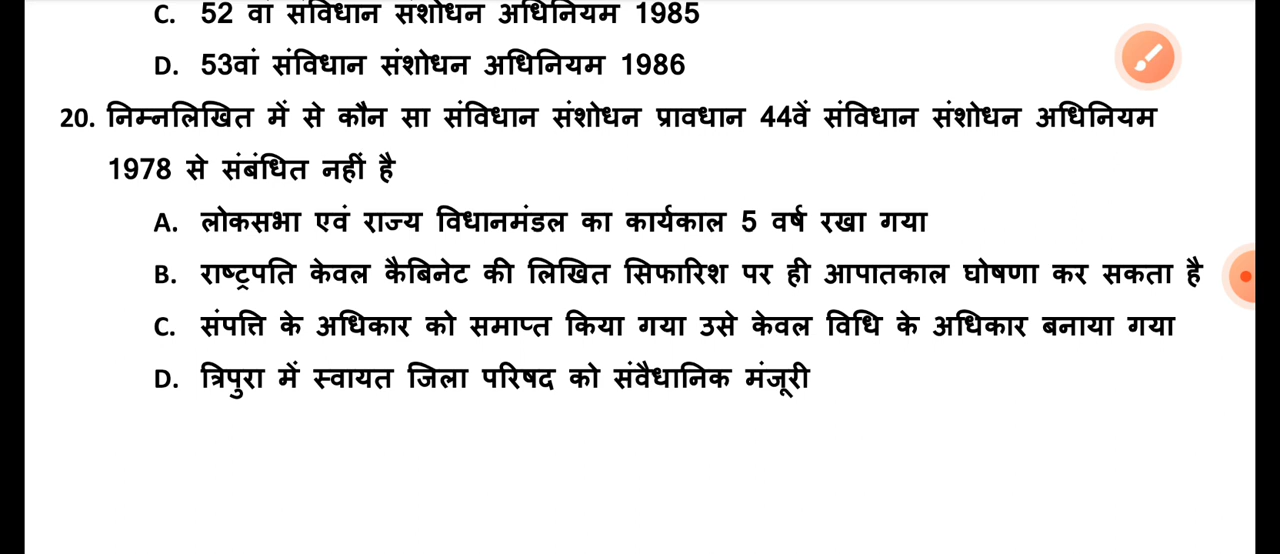 C. 52 वां संविधान संशोधन अधिनियम 1985
D. 53वां संविधान संशोधन अधिनियम 1986
20. निम्नलिखित में से कौन सा संविधान संशोधन प्रावधान 44वें संविधान संशोधन अधिनियम
1978 से संबंधित नहीं है
A. लोकसभा एवं राज्य विधानमंडल का कार्यकाल 5 वर्ष रखा गया
B. राष्ट्रपति केवल कैबिनेट की लिखित सिफारिश पर ही आपातकाल घोषणा कर सकता है
C. संपत्ति के अधिकार को समाप्त किया गया उसे केवल विधि के अधिकार बनाया गया
D. त्रिपुरा में स्वायत जिला परिषद को संवैधानिक मंजूरी